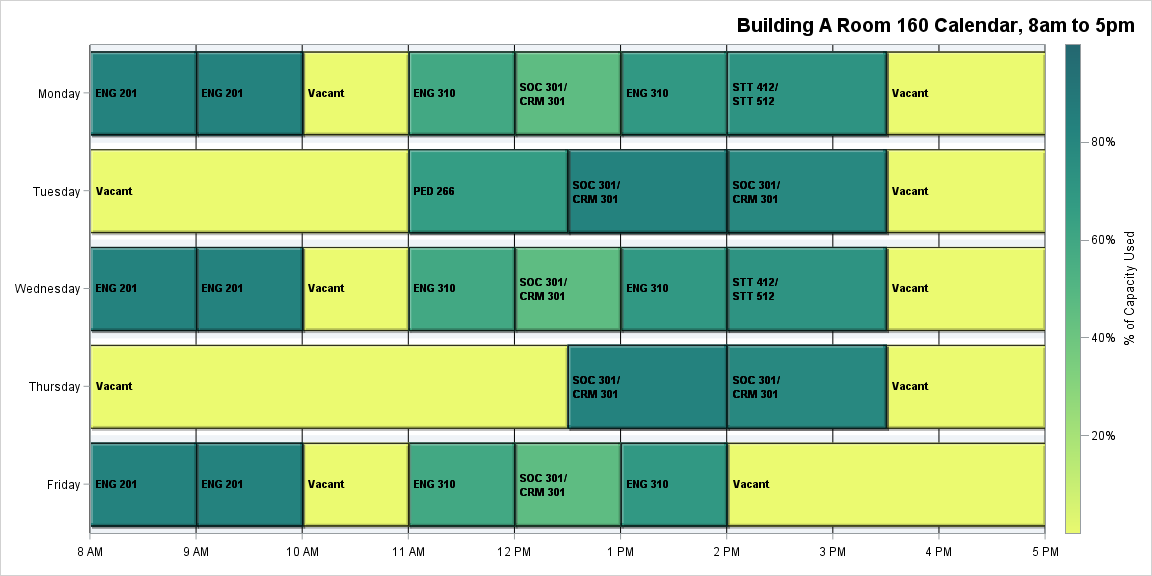 Building A Room 160 Calendar, 8am to 5pm
Monday
ENG 201
ENG 201
Vacant
ENG 310
SOC 301/
CRM 301
ENG 310
STT 412/
STT 512
Vacant
Tuesday
Vacant
PED 266
SOC 301/
CRM 301
SOC 301/
CRM 301
Vacant
Wednesday
ENG 201
ENG 201
Vacant
ENG 310
SOC 301/
CRM 301
ENG 310
STT 412/
STT 512
Vacant
Thursday
Vacant
SOC 301/
CRM 301
SOC 301/
CRM 301
Vacant
Friday
ENG 201
ENG 201
Vacant
ENG 310
SOC 301/
CRM 301
ENG 310
Vacant
8 AM
9 AM
10 AM
11 AM
12 PM
1 PM
2 PM
3 PM
4 PM
5 PM
80%
60%
40%
20%
% of Capacity Used